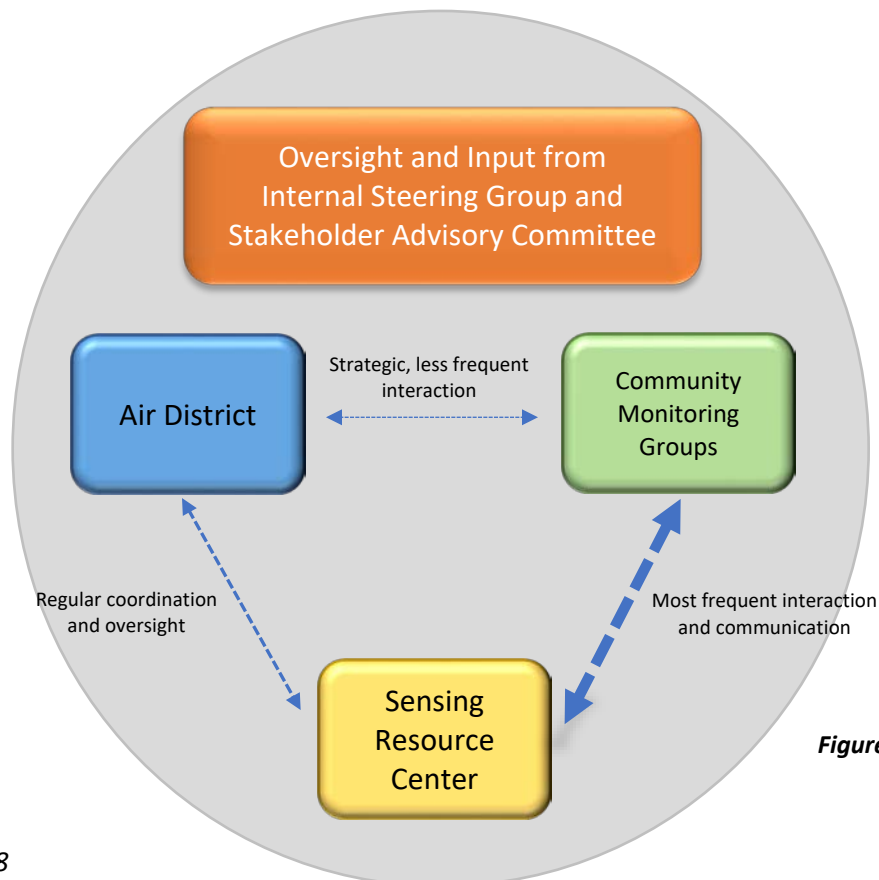 Oversight and Input from
Internal Steering Group and
Stakeholder Advisory Committee
Strategic, less frequent
interaction
Air District
Community
Monitoring
Groups
Regular coordination
and oversight
Most frequent interaction
and communication
Sensing
Resource
Center
Figure
8